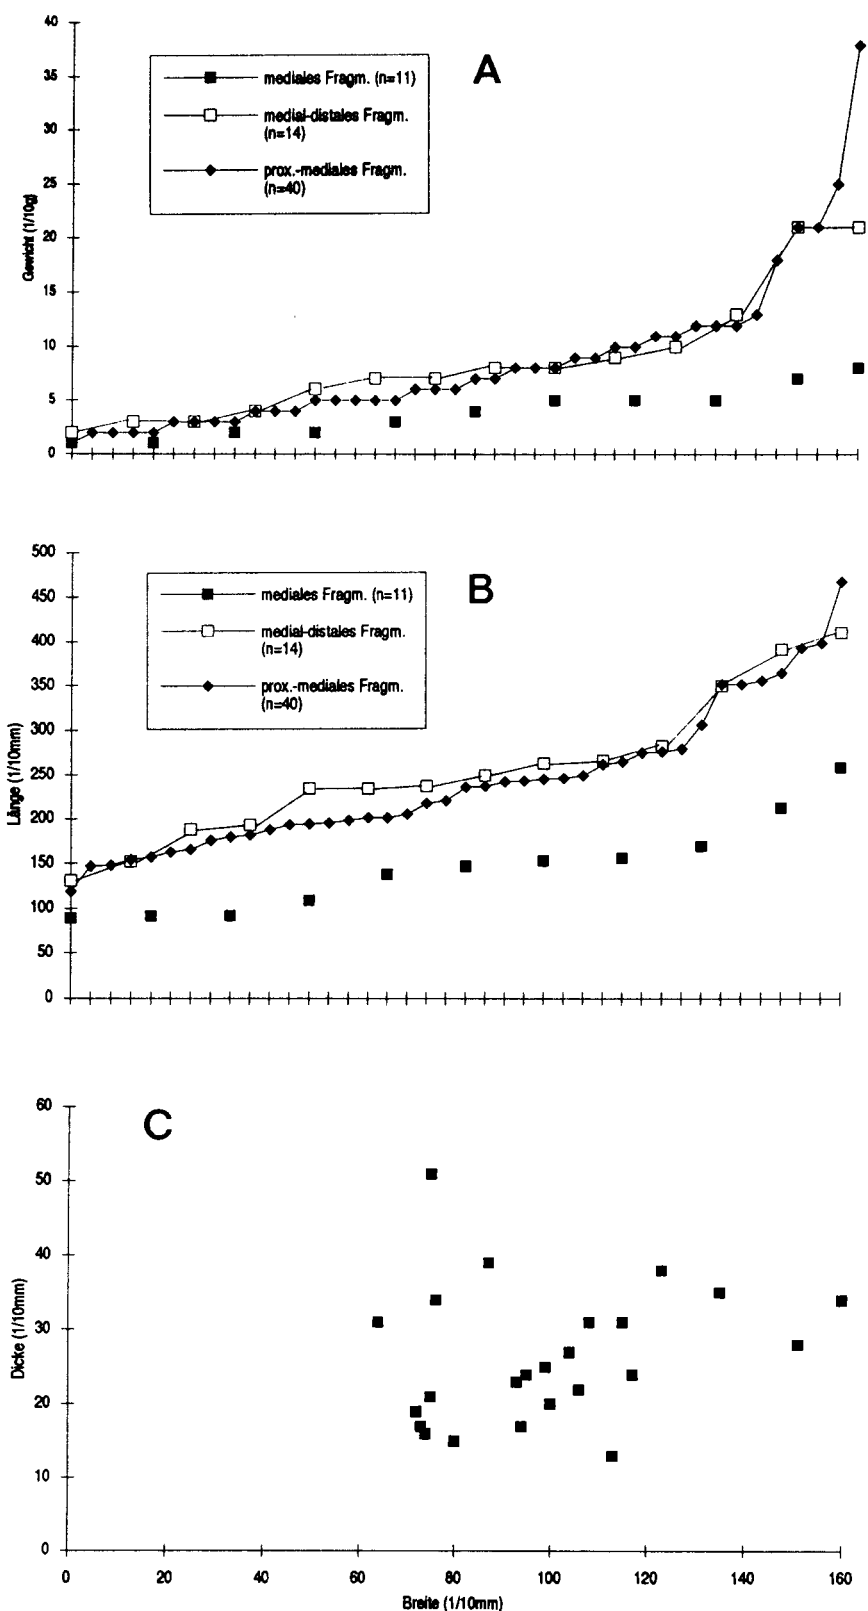 40
35
30
25
20
15
10
5
0
Gewicht (1/10g)
A
mediales Fragm. (n=11)
medial-distales Fragm.
(n=14)
prox.-mediales Fragm.
(n=40)
500
450
400
350
300
250
200
150
100
50
0
Länge (1/10mm)
B
mediales Fragm. (n=11)
medial-distales Fragm.
(n=14)
prox.-mediales Fragm.
(n=40)
60
50
40
30
20
10
0
Dicke (1/10mm)
C
0 20 40 60 80 100 120 140 160
Breite (1/10mm)